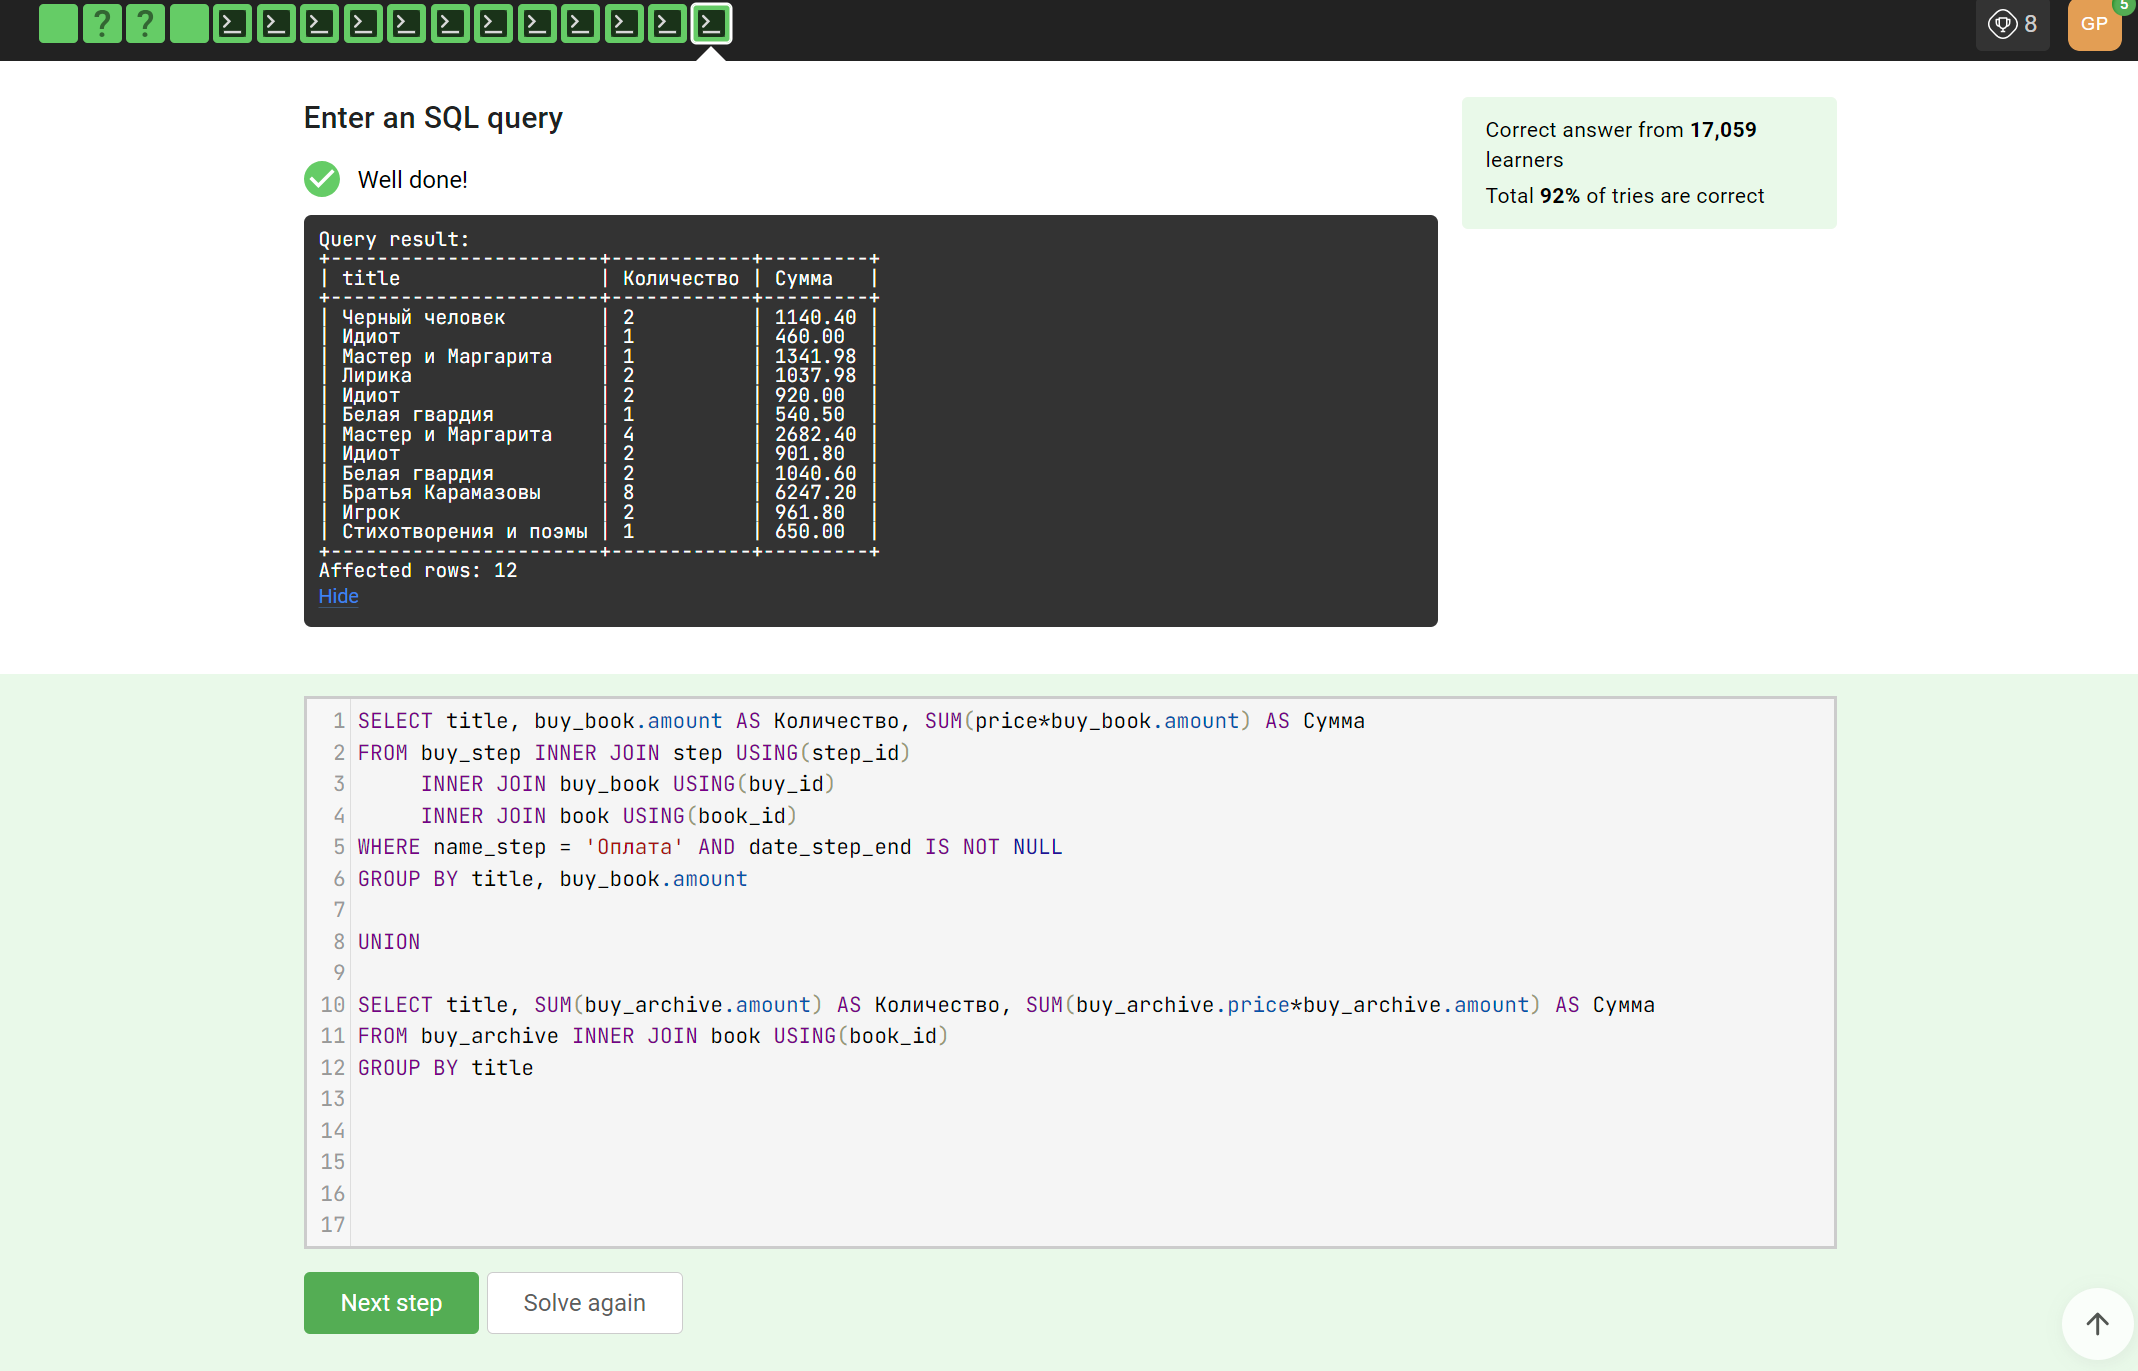 ? ?
8
GP
5
Enter an SQL query
Well done!
Correct answer from 17,059
learners
Total 92% of tries are correct
Query result:
+-----------------------+------------+---------+
| title                 | Количество | Сумма   |
+-----------------------+------------+---------+
| Черный человек        | 2          | 1140.40 |
| Идиот                 | 1          | 460.00  |
| Мастер и Маргарита    | 1          | 1341.98 |
| Лирика                | 2          | 1037.98 |
| Идиот                 | 2          | 920.00  |
| Белая гвардия         | 1          | 540.50  |
| Мастер и Маргарита    | 4          | 2682.40 |
| Идиот                 | 2          | 901.80  |
| Белая гвардия         | 2          | 1040.60 |
| Братья Карамазовы     | 8          | 6247.20 |
| Игрок                 | 2          | 961.80  |
| Стихотворения и поэмы | 1          | 650.00  |
+-----------------------+------------+---------+
Affected rows: 12
Hide
1 SELECT title, buy_book.amount AS Количество, SUM(price*buy_book.amount) AS Сумма
2 FROM buy_step INNER JOIN step USING(step_id)
3      INNER JOIN buy_book USING(buy_id)
4      INNER JOIN book USING(book_id)
5 WHERE name_step = 'Оплата' AND date_step_end IS NOT NULL
6 GROUP BY title, buy_book.amount
7
8 UNION
9
10 SELECT title, SUM(buy_archive.amount) AS Количество, SUM(buy_archive.price*buy_archive.amount) AS Сумма
11 FROM buy_archive INNER JOIN book USING(book_id)
12 GROUP BY title
13
14
15
16
17
Next step
Solve again